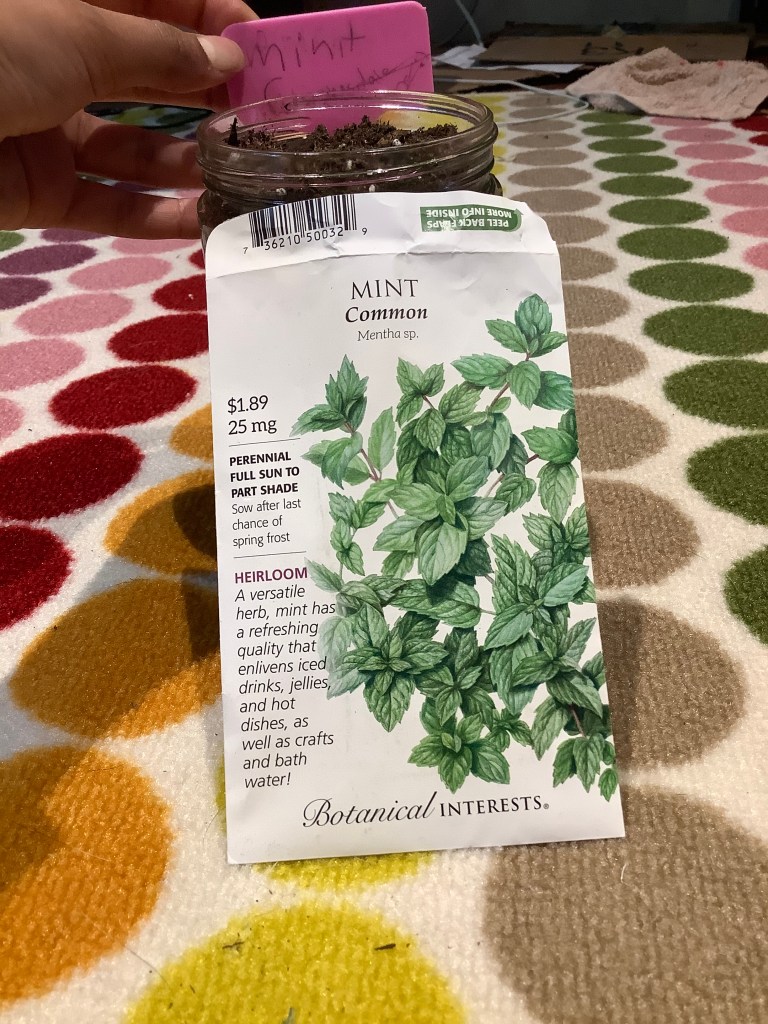 mint
7 36210 50032 9
PEEL BACK FLAPS
MORE INFO INSIDE
MINT
Common
Mentha sp.
$1.89
25 mg
PERENNIAL
FULL SUN TO
PART SHADE
Sow after last
chance of
spring frost
HEIRLOOM
A versatile
herb, mint has
a refreshing
quality that
enlivens iced
drinks, jellies,
and hot
dishes, as
well as crafts
and bath
water!
Botanical INTERESTS®